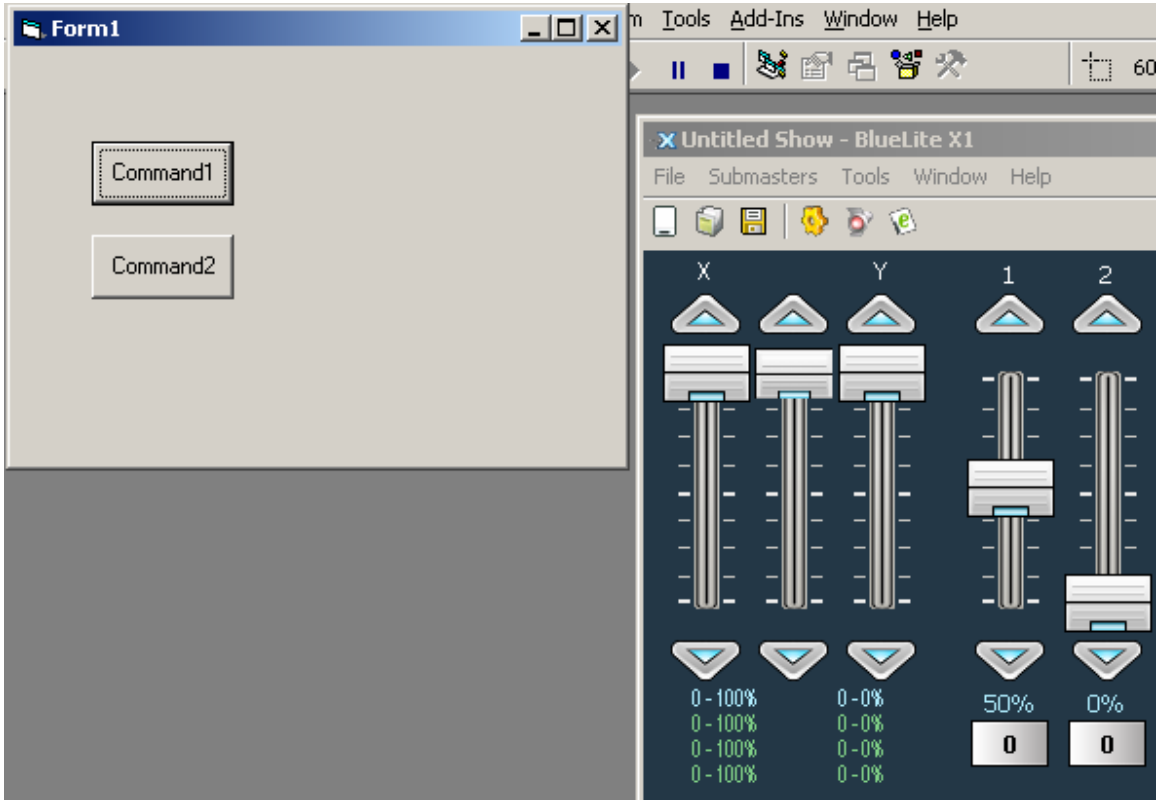 Form1
m Tools Add-Ins Window Help
60
Command1
Command2
Untitled Show - BlueLite X1
File Submasters Tools Window Help
X Y 1 2
0 - 100% 0 - 0%
0 - 100% 0 - 0%
0 - 100% 0 - 0%
0 - 100% 0 - 0%
50% 0%
0 0